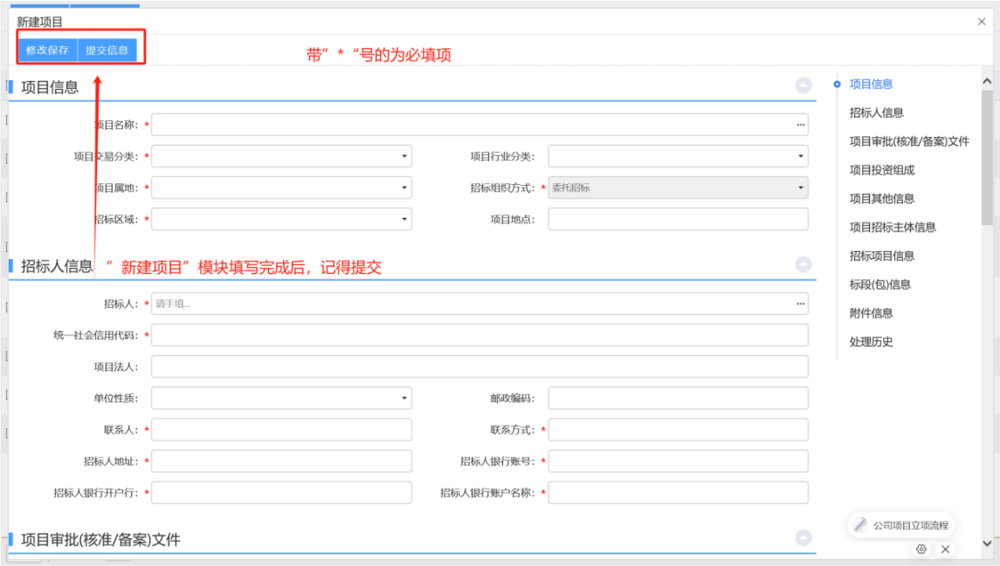 新建项目
修改保存 提交信息
带”*“号的为必填项
项目信息
项目名称: *
项目交易分类: * 项目行业分类:
项目属地: * 招标组织方式: * 委托招标
招标区域: * 项目地点:
招标人信息
”新建项目”模块填写完成后，记得提交
招标人: * 请手填...
统一社会信用代码: *
项目法人:
单位性质: 邮政编码:
联系人: * 联系方式: *
招标人地址: * 招标人银行账号: *
招标人银行开户行: * 招标人银行账户名称: *
项目审批(核准/备案)文件
项目信息
招标人信息
项目审批(核准/备案)文件
项目投资组成
项目其他信息
项目招标主体信息
招标项目信息
标段(包)信息
附件信息
处理历史
公司项目立项流程